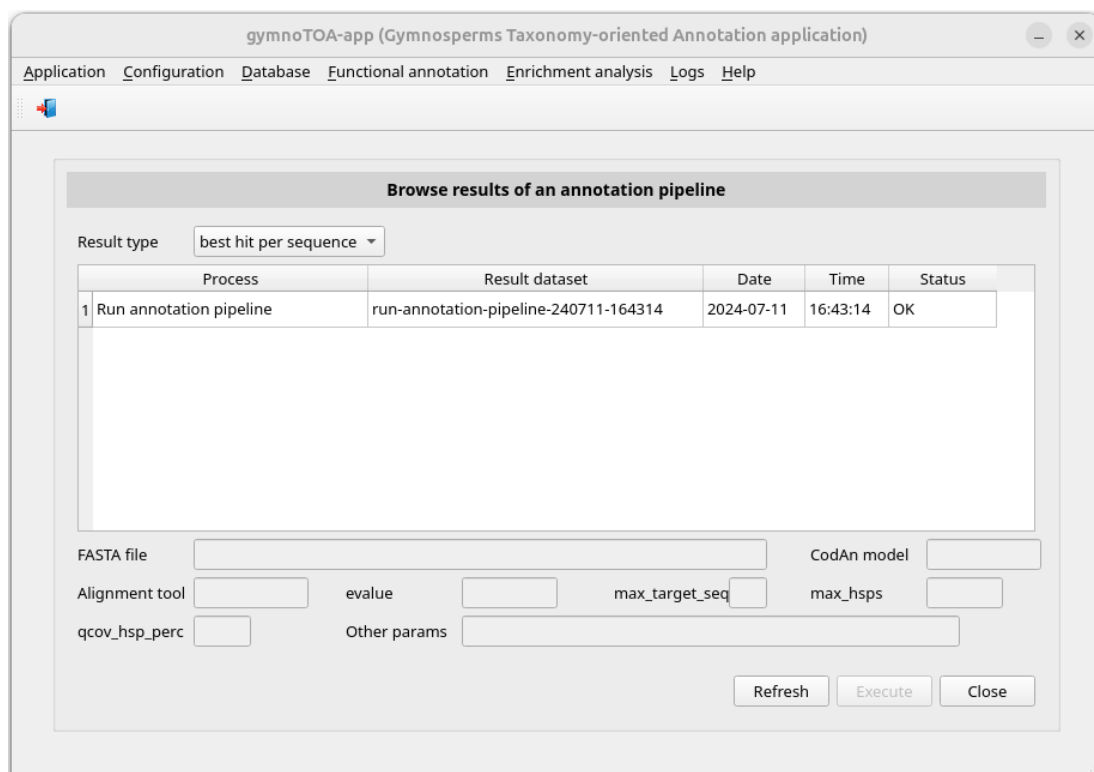 gymnoTOA-app (Gymnosperms Taxonomy-oriented Annotation application)
Application Configuration Database Functional annotation Enrichment analysis Logs Help
Browse results of an annotation pipeline
Result type best hit per sequence
Process Result dataset Date Time Status
1 Run annotation pipeline run-annotation-pipeline-240711-164314 2024-07-11 16:43:14 OK
FASTA file CodAn model
Alignment tool evalue max_target_seq max_hsps
qcov_hsp_perc Other params
Refresh Execute Close